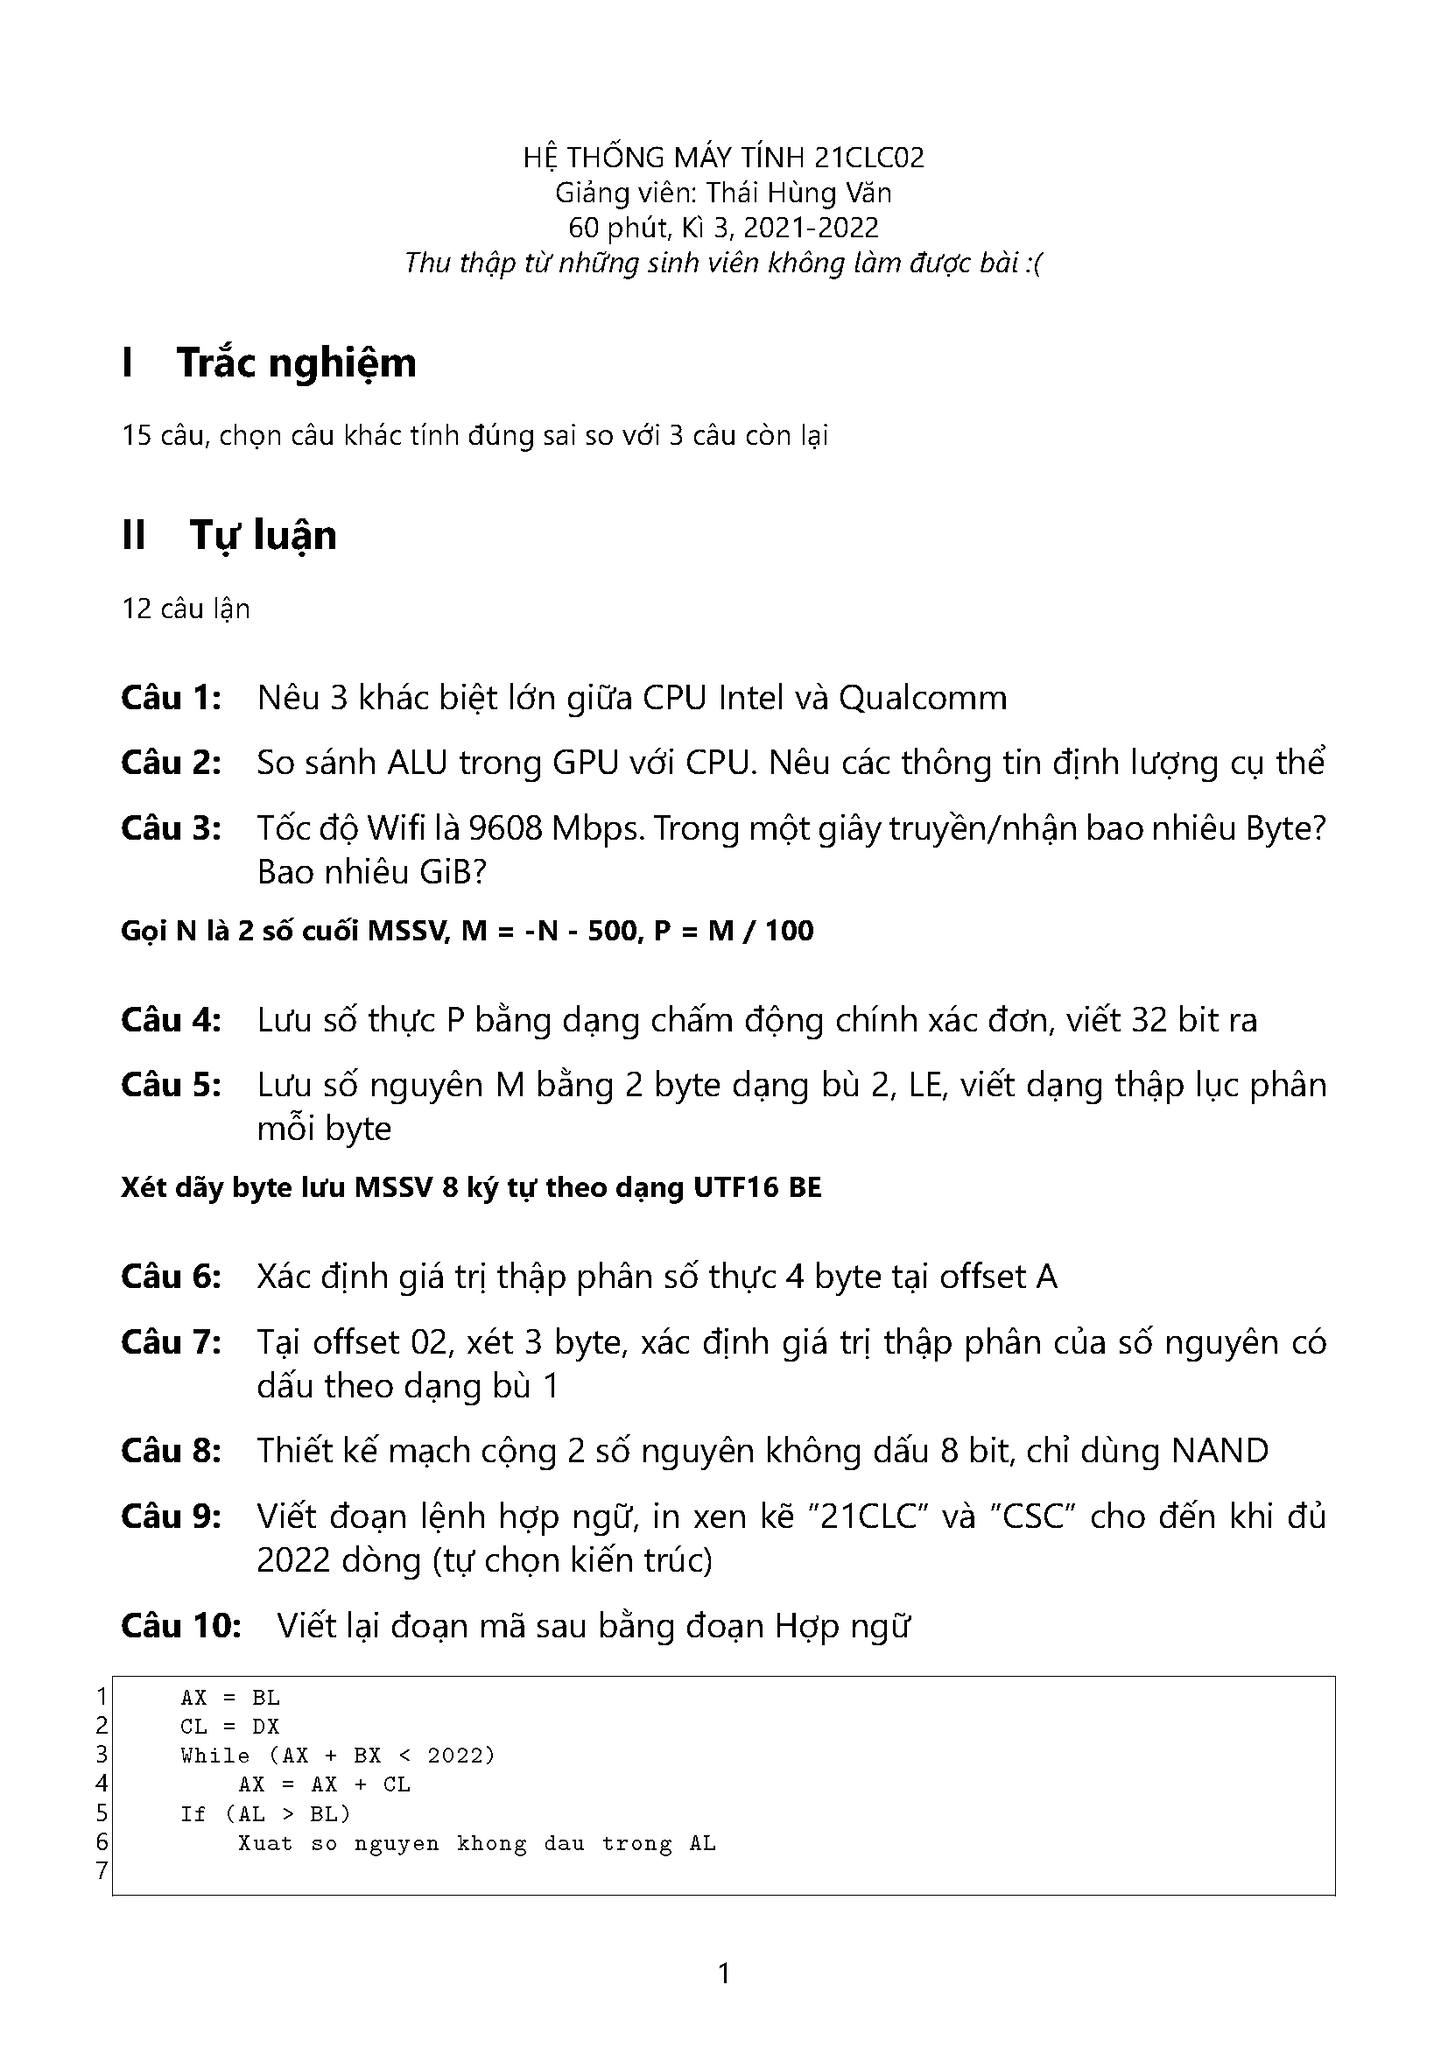 HỆ THỐNG MÁY TÍNH 21CLC02
Giảng viên: Thái Hùng Văn
60 phút, Kì 3, 2021-2022
Thu thập từ những sinh viên không làm được bài :(
I Trắc nghiệm
15 câu, chọn câu khác tính đúng sai so với 3 câu còn lại
II Tự luận
12 câu lận
Câu 1: Nêu 3 khác biệt lớn giữa CPU Intel và Qualcomm
Câu 2: So sánh ALU trong GPU với CPU. Nêu các thông tin định lượng cụ thể
Câu 3: Tốc độ Wifi là 9608 Mbps. Trong một giây truyền/nhận bao nhiêu Byte?
Bao nhiêu GiB?
Gọi N là 2 số cuối MSSV, M = -N - 500, P = M / 100
Câu 4: Lưu số thực P bằng dạng chấm động chính xác đơn, viết 32 bit ra
Câu 5: Lưu số nguyên M bằng 2 byte dạng bù 2, LE, viết dạng thập lục phân
mỗi byte
Xét dãy byte lưu MSSV 8 ký tự theo dạng UTF16 BE
Câu 6: Xác định giá trị thập phân số thực 4 byte tại offset A
Câu 7: Tại offset 02, xét 3 byte, xác định giá trị thập phân của số nguyên có
dấu theo dạng bù 1
Câu 8: Thiết kế mạch cộng 2 số nguyên không dấu 8 bit, chỉ dùng NAND
Câu 9: Viết đoạn lệnh hợp ngữ, in xen kẽ ”21CLC” và ”CSC” cho đến khi đủ
2022 dòng (tự chọn kiến trúc)
Câu 10: Viết lại đoạn mã sau bằng đoạn Hợp ngữ
1 AX = BL
2 CL = DX
3 While (AX + BX < 2022)
4 AX = AX + CL
5 If (AL > BL)
6 Xuat so nguyen khong dau trong AL
7
1